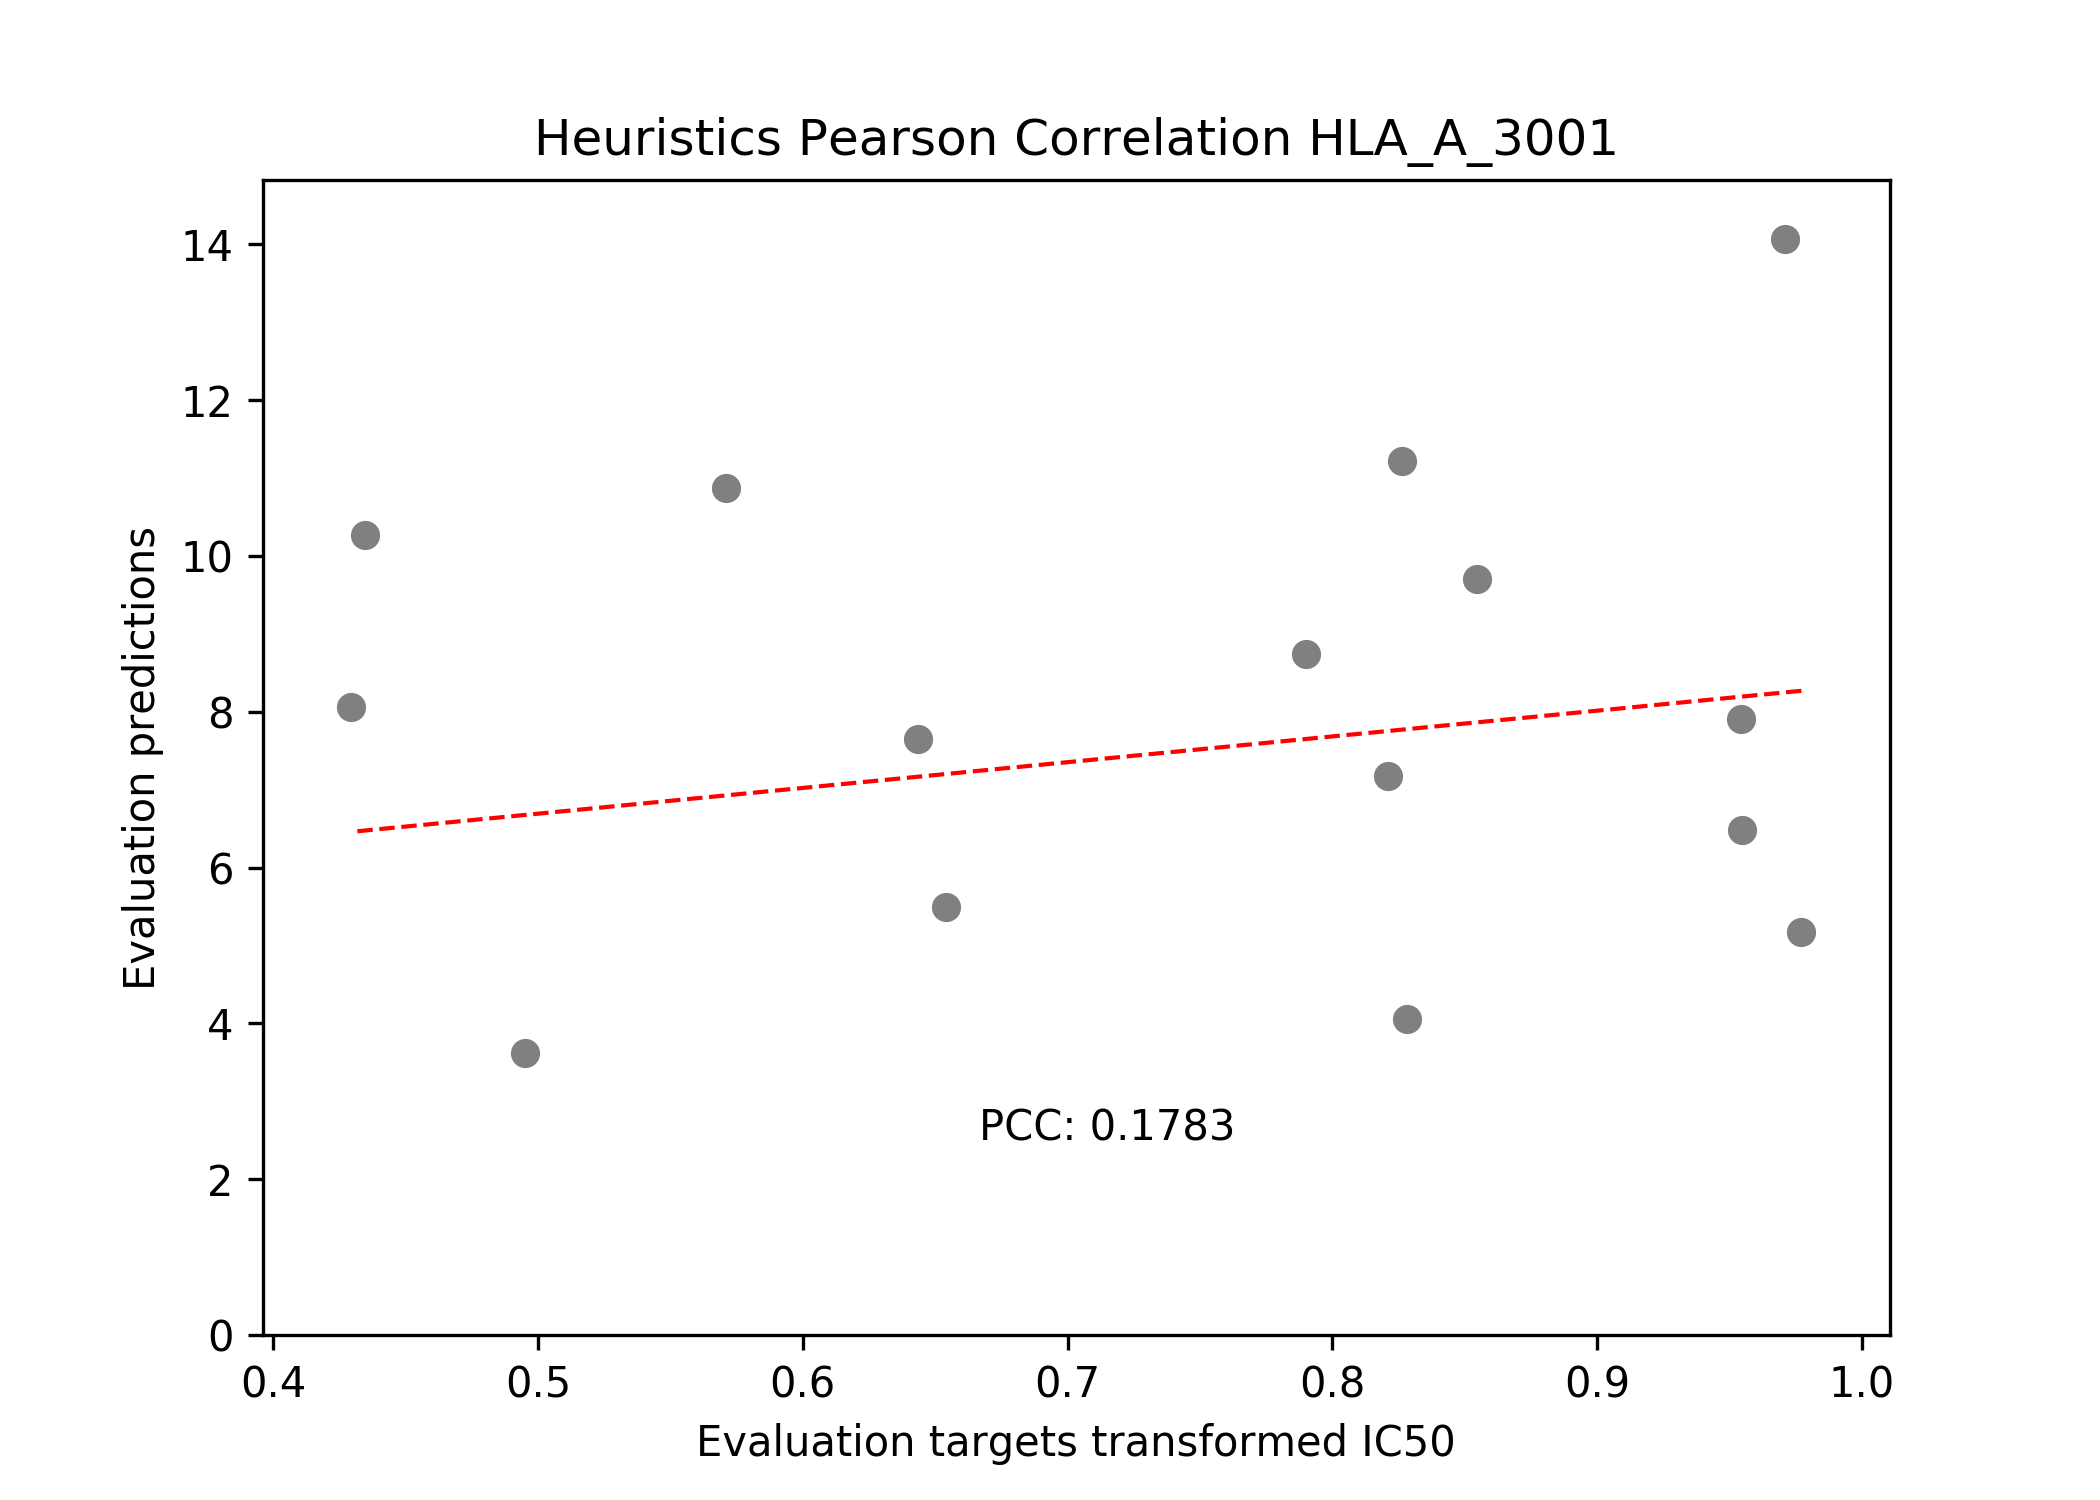 Heuristics Pearson Correlation HLA_A_3001
14
12
10
8
6
4
2
0
Evaluation predictions
PCC: 0.1783
0.4 0.5 0.6 0.7 0.8 0.9 1.0
Evaluation targets transformed IC50